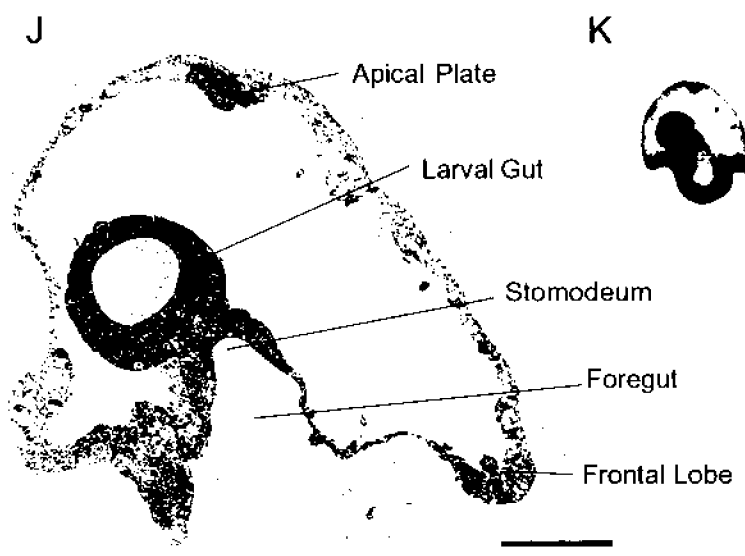 J
K
Apical Plate
Larval Gut
Stomodeum
Foregut
Frontal Lobe